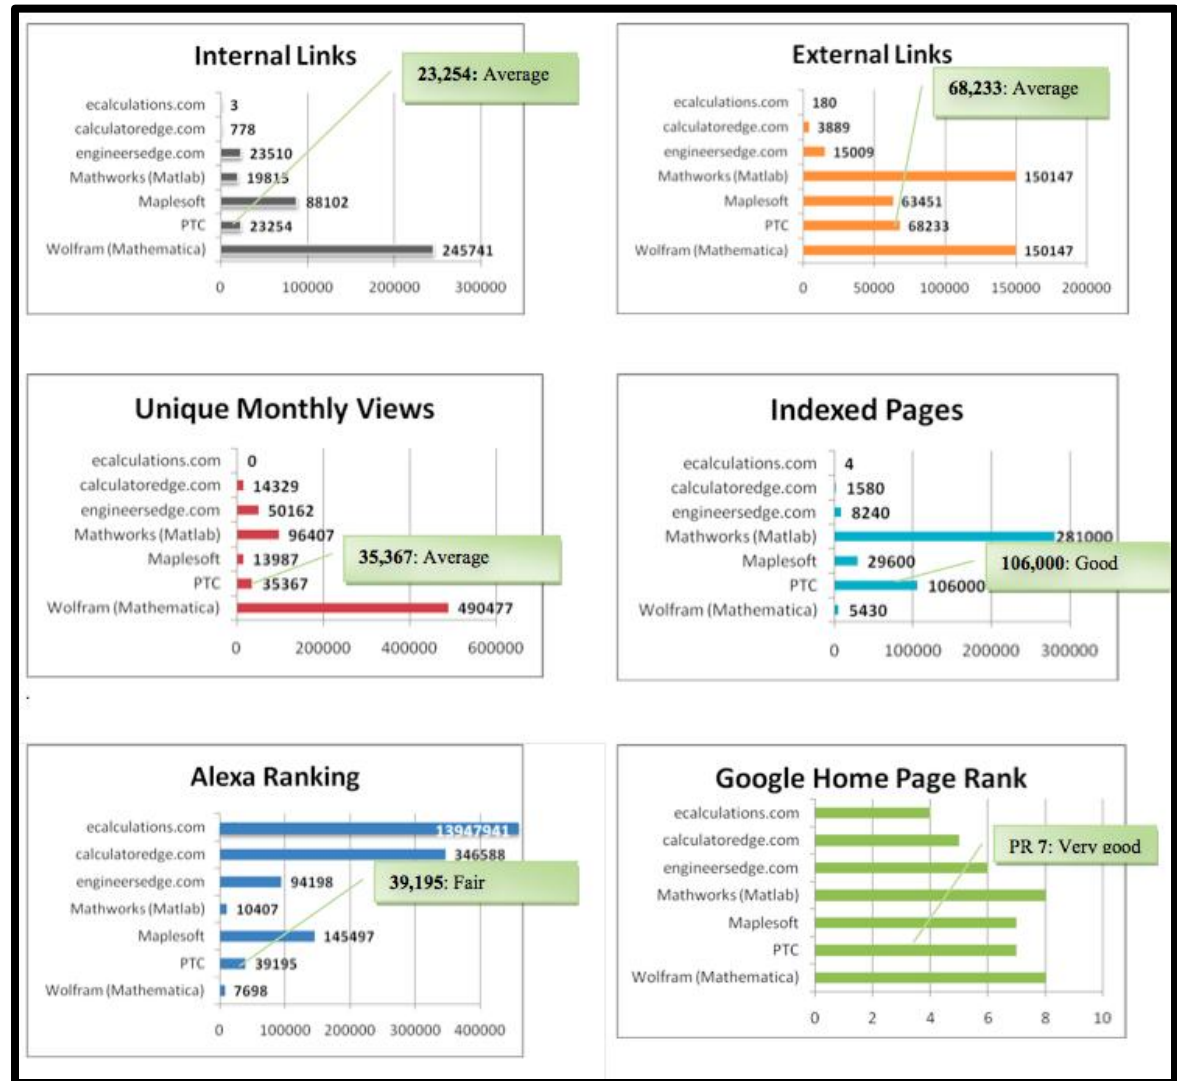 Internal Links
23,254: Average
ecalculations.com 3
calculatoredge.com 778
engineersedge.com 23510
Mathworks (Matlab) 19815
Maplesoft 88102
PTC 23254
Wolfram (Mathematica) 245741
0 100000 200000 300000
External Links
68,233: Average
ecalculations.com 180
calculatoredge.com 3889
engineersedge.com 15009
Mathworks (Matlab) 150147
Maplesoft 63451
PTC 68233
Wolfram (Mathematica) 150147
0 50000 100000 150000 200000
Unique Monthly Views
ecalculations.com 0
calculatoredge.com 14329
engineersedge.com 50162
Mathworks (Matlab) 96407
Maplesoft 13987
35,367: Average
PTC 35367
Wolfram (Mathematica) 490477
0 200000 400000 600000
.
Indexed Pages
ecalculations.com 4
calculatoredge.com 1580
engineersedge.com 8240
Mathworks (Matlab) 281000
Maplesoft 29600
106,000: Good
PTC 106000
Wolfram (Mathematica) 5430
0 100000 200000 300000
Alexa Ranking
ecalculations.com 13947941
calculatoredge.com 346588
engineersedge.com 94198
39,195: Fair
Mathworks (Matlab) 10407
Maplesoft 145497
PTC 39195
Wolfram (Mathematica) 7698
0 100000 200000 300000 400000
Google Home Page Rank
ecalculations.com
calculatoredge.com
PR 7: Very good
engineersedge.com
Mathworks (Matlab)
Maplesoft
PTC
Wolfram (Mathematica)
0 2 4 6 8 10